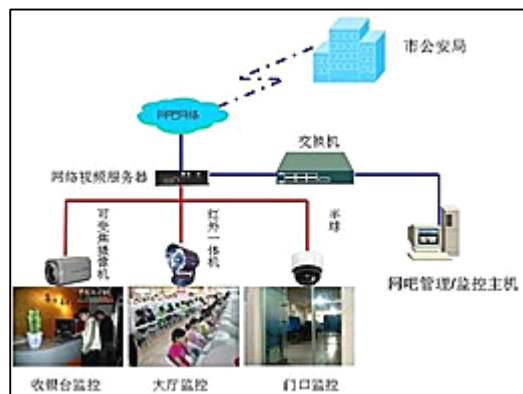 市公安局
网吧网络
交换机
网络视频服务器
可变焦摄像机
红外一体机
半球
网吧管理/监控主机
收银台监控
大厅监控
门口监控